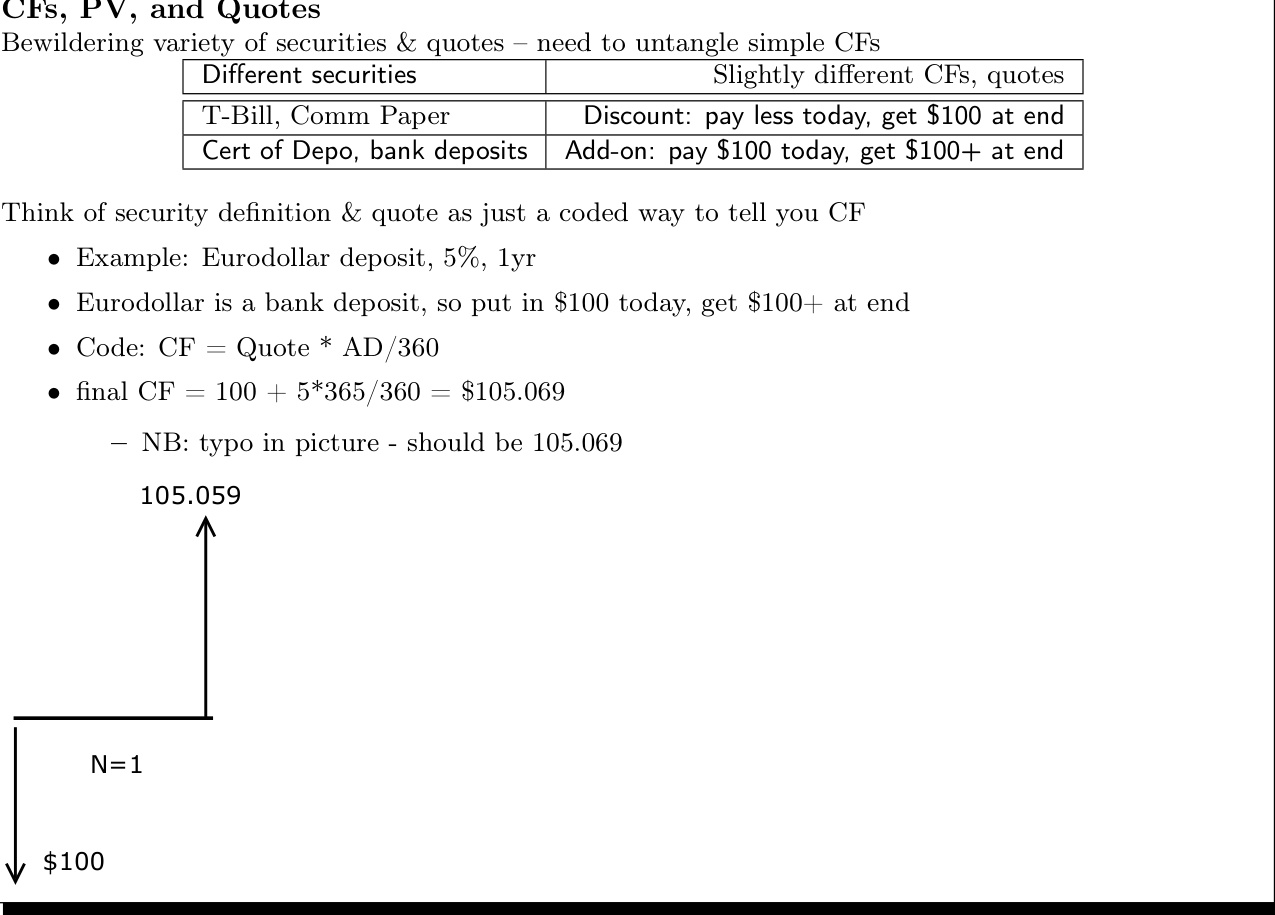 CFs, PV, and Quotes
Bewildering variety of securities & quotes – need to untangle simple CFs
Different securities Slightly different CFs, quotes
T-Bill, Comm Paper Discount: pay less today, get $100 at end
Cert of Depo, bank deposits Add-on: pay $100 today, get $100+ at end
Think of security definition & quote as just a coded way to tell you CF
• Example: Eurodollar deposit, 5%, 1yr
• Eurodollar is a bank deposit, so put in $100 today, get $100+ at end
• Code: CF = Quote * AD/360
• final CF = 100 + 5*365/360 = $105.069
– NB: typo in picture - should be 105.069
105.059
N=1
$100